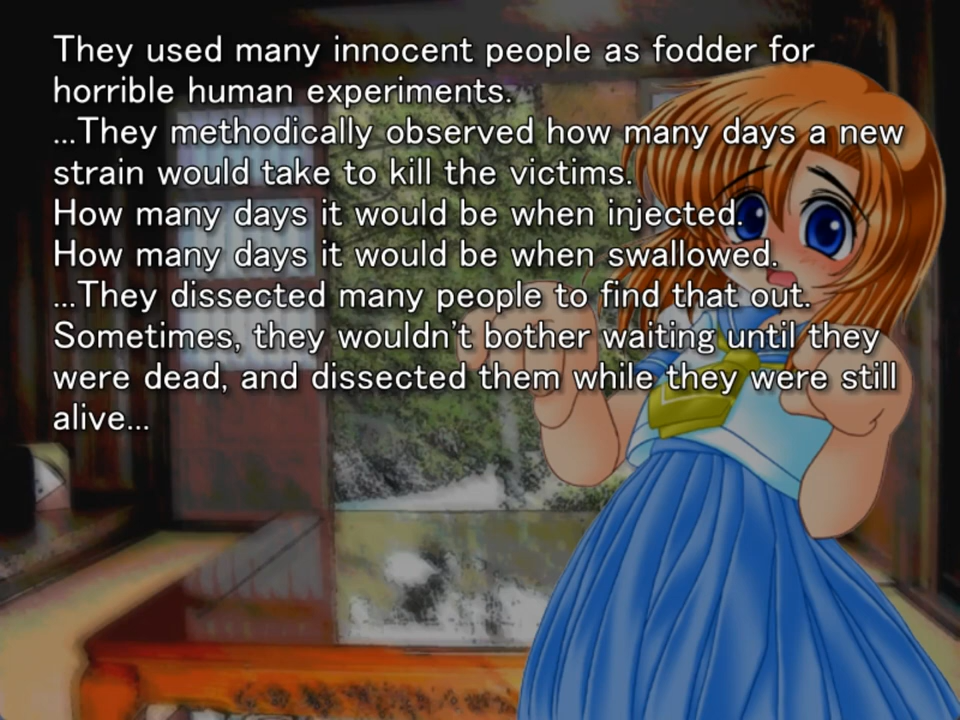 They used many innocent people as fodder for
horrible human experiments.
...They methodically observed how many days a new
strain would take to kill the victims.
How many days it would be when injected.
How many days it would be when swallowed.
...They dissected many people to find that out.
Sometimes, they wouldn't bother waiting until they
were dead, and dissected them while they were still
alive...